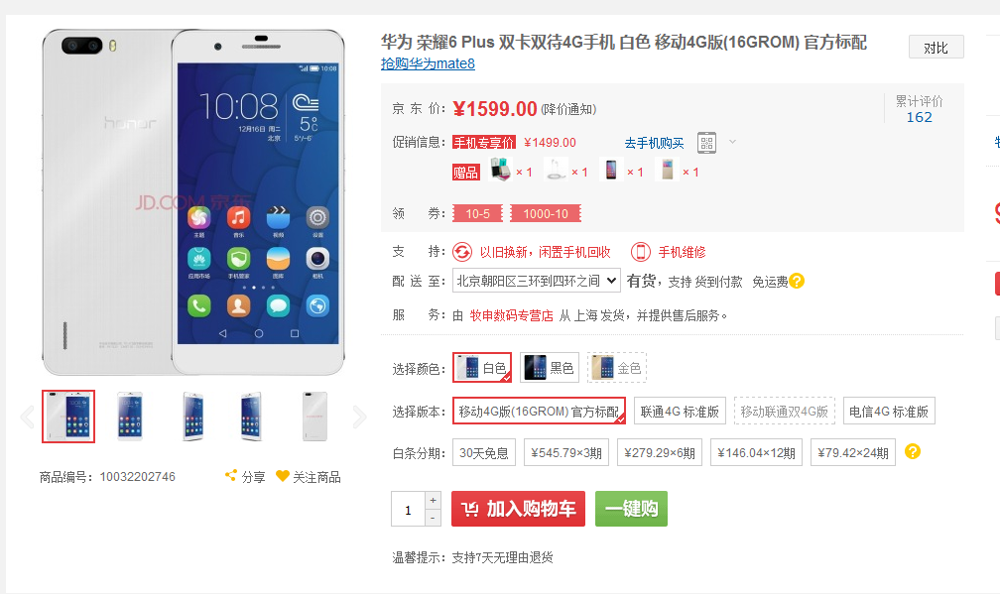 华为 荣耀6 Plus 双卡双待4G手机 白色 移动4G版(16GROM) 官方标配
抢购华为mate8
对比
京 东 价: ¥1599.00 (降价通知)
累计评价
162
促销信息: 手机专享价 ¥1499.00 去手机购买
赠品 × 1 × 1 × 1 × 1
领 券: 10-5 1000-10
支 持: 以旧换新，闲置手机回收 手机维修
配 送 至: 北京朝阳区三环到四环之间 有货，支持 货到付款 免运费 ?
服 务: 由 牧申数码专营店 从 上海 发货，并提供售后服务。
选择颜色: 白色 黑色 金色
选择版本: 移动4G版(16GROM) 官方标配 联通4G 标准版 移动联通双4G版 电信4G 标准版
白条分期: 30天免息 ¥545.79×3期 ¥279.29×6期 ¥146.04×12期 ¥79.42×24期 ?
1 + - 加入购物车 一键购
温馨提示: 支持7天无理由退货
honor
10:08
10:08
12月16日 周二
北京
5°c
5°/-6°
JD.COM 京东
主题 音乐 视频 设置
应用市场 手机管家 图库 相机
商品编号: 10032202746 分享 关注商品